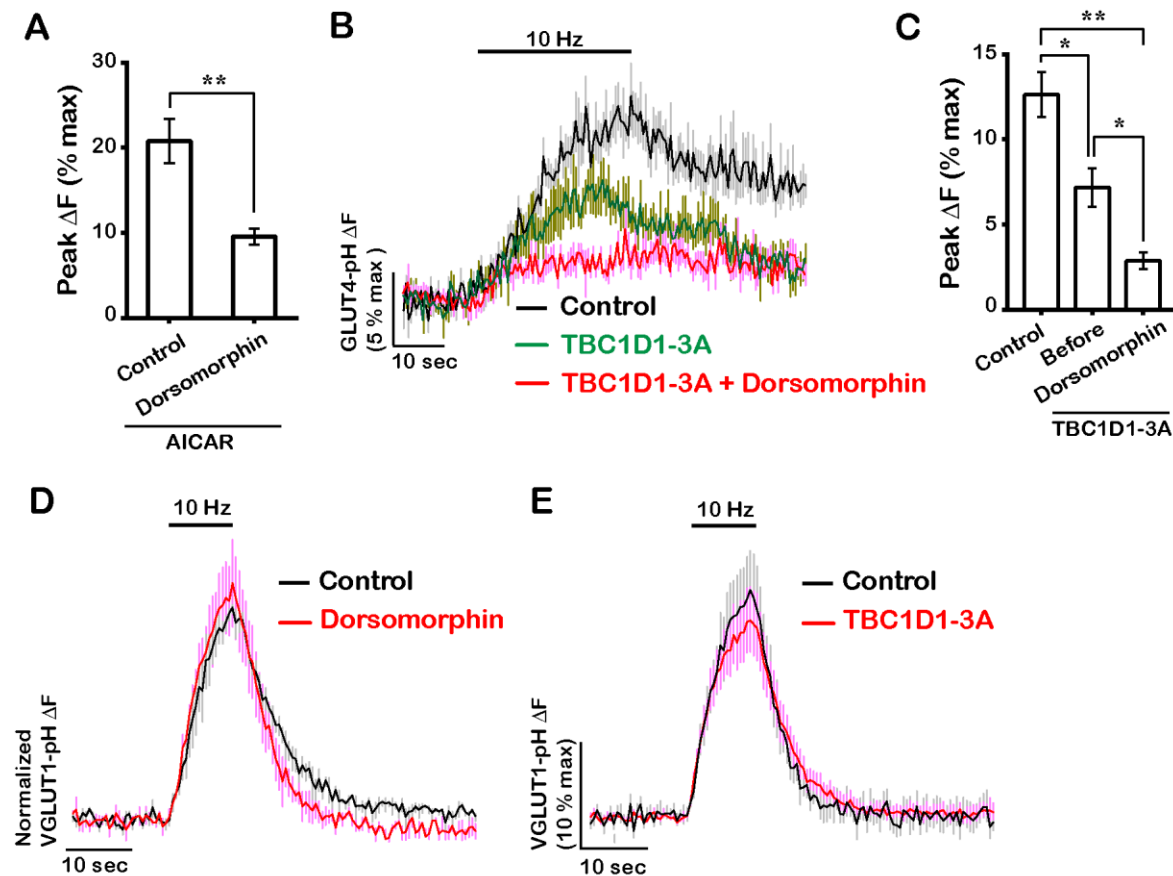 A
30
20
10
0
Peak ΔF (% max)
**
Control
Dorsomorphin
AICAR
B
10 Hz
GLUT4-pH ΔF
(5 % max)
10 sec
Control
TBC1D1-3A
TBC1D1-3A + Dorsomorphin
C
15
10
5
0
Peak ΔF (% max)
**
*
*
Control
Before
Dorsomorphin
TBC1D1-3A
D
10 Hz
Control
Dorsomorphin
Normalized
VGLUT1-pH ΔF
10 sec
E
10 Hz
Control
TBC1D1-3A
VGLUT1-pH ΔF
(10 % max)
10 sec